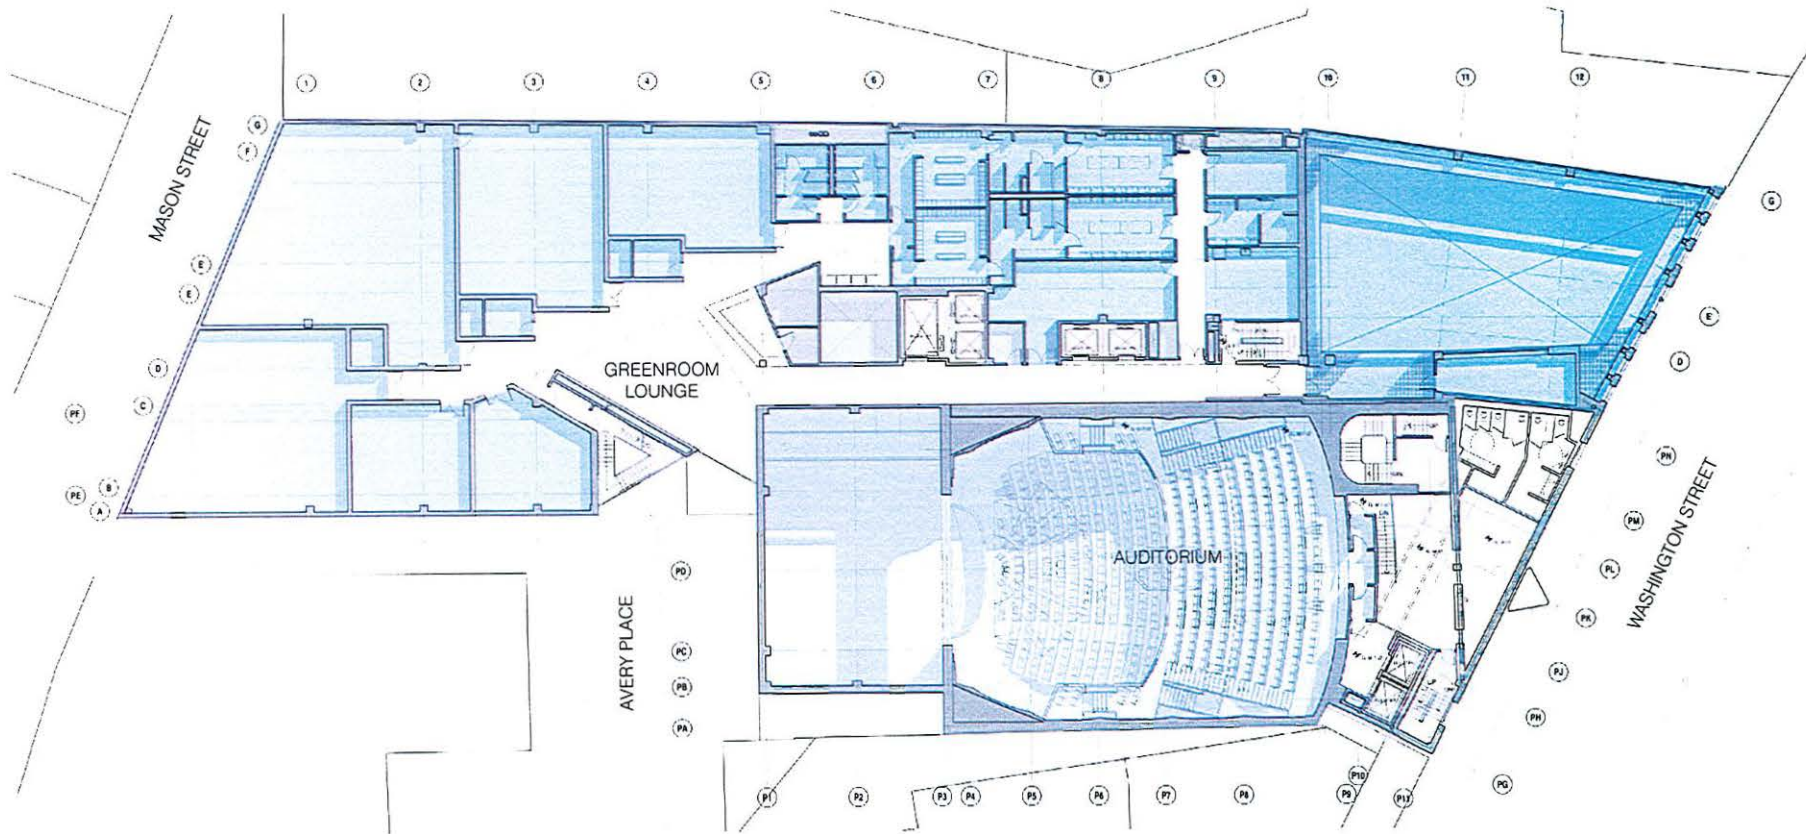 1 2 3 4 5 6 7 8 9 10 11 12
G
F
MASON STREET
E'
E
G
E'
D
D
GREENROOM
LOUNGE
C
PF
B
PE
A
PN
PM
WASHINGTON STREET
PL
AUDITORIUM
PD
PK
AVERY PLACE
PC
PJ
PB
PH
PA
PG
P1 P2 P3 P4 P5 P6 P7 P8 P9 P10 P11